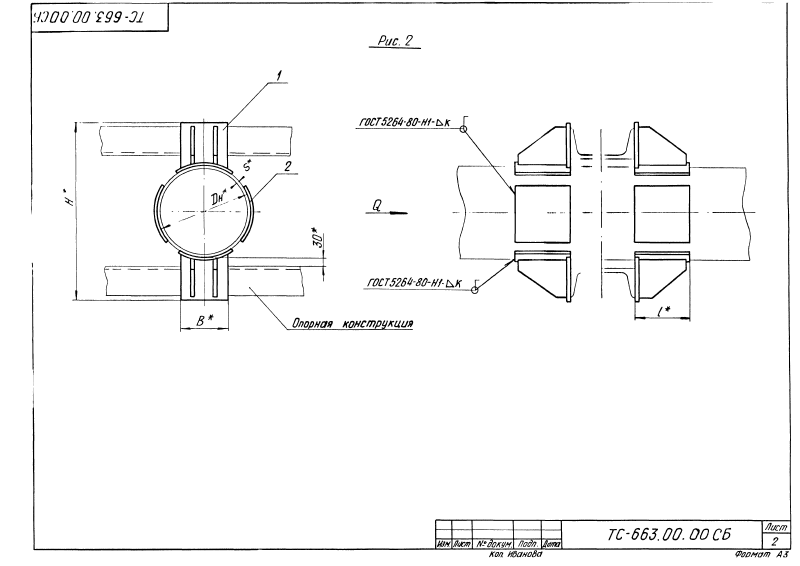 ТС-663.00.00СБ
Рис. 2
1
ГОСТ 5264-80-Н1-⊿К
S*
2
Dн*
Н*
Q
30*
ГОСТ 5264-80-Н1-⊿К
В*
Опорная конструкция
l*
ТС-663.00.00 СБ
Лист
2
Изм Лист № докум. Подп. Дата
Коп. Иванова
Формат А3